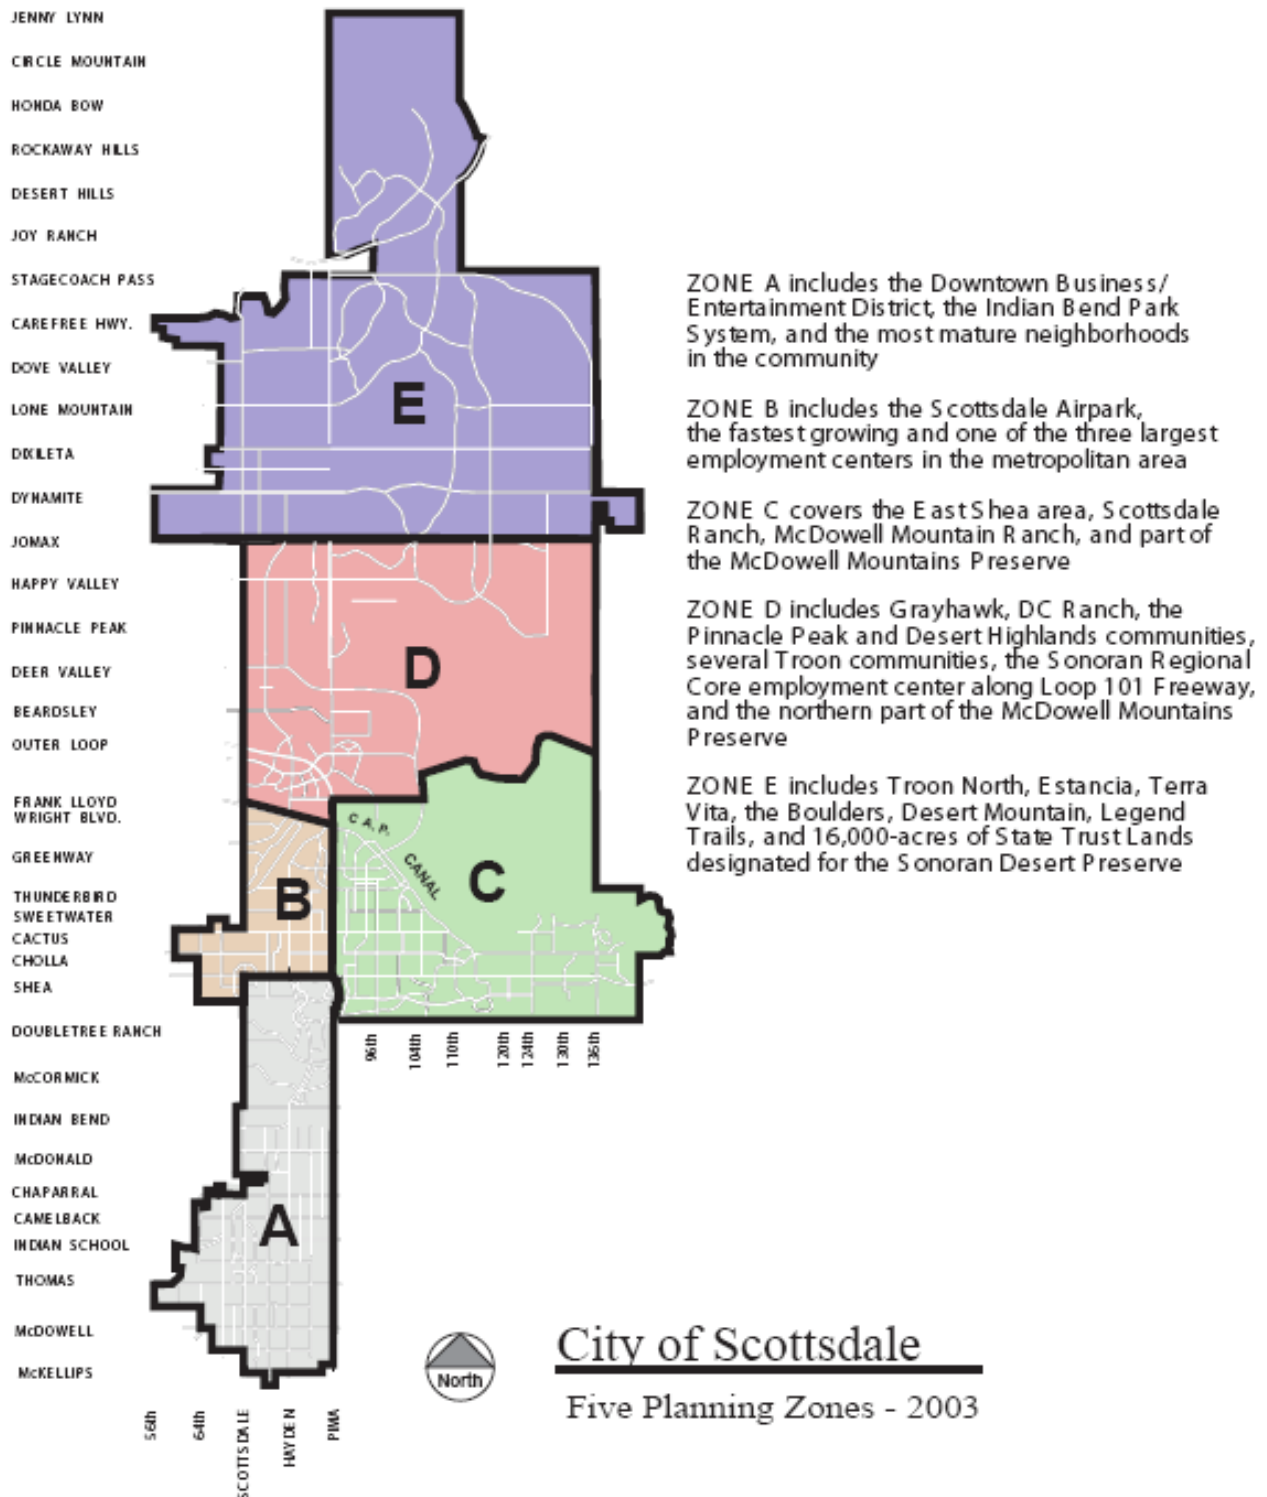 JENNY LYNN
CIRCLE MOUNTAIN
HONDA BOW
ROCKAWAY HILLS
DESERT HILLS
JOY RANCH
STAGECOACH PASS
CAREFREE HWY.
DOVE VALLEY
LONE MOUNTAIN
DIXILETA
DYNAMITE
JOMAX
HAPPY VALLEY
PINNACLE PEAK
DEER VALLEY
BEARDSLEY
OUTER LOOP
FRANK LLOYD
WRIGHT BLVD.
GREENWAY
THUNDERBIRD
SWEETWATER
CACTUS
CHOLLA
SHEA
DOUBLETREE RANCH
McCORMICK
INDIAN BEND
McDONALD
CHAPARRAL
CAMELBACK
INDIAN SCHOOL
THOMAS
McDOWELL
McKELLIPS
E
D
C.A.P.
CANAL
C
B
A
96th
104th
110th
120th
124th
130th
136th
56th
64th
SCOTTSDALE
HAYDEN
PIMA
ZONE A includes the Downtown Business/
Entertainment District, the Indian Bend Park
System, and the most mature neighborhoods
in the community
ZONE B includes the Scottsdale Airpark,
the fastest growing and one of the three largest
employment centers in the metropolitan area
ZONE C covers the East Shea area, Scottsdale
Ranch, McDowell Mountain Ranch, and part of
the McDowell Mountains Preserve
ZONE D includes Grayhawk, DC Ranch, the
Pinnacle Peak and Desert Highlands communities,
several Troon communities, the Sonoran Regional
Core employment center along Loop 101 Freeway,
and the northern part of the McDowell Mountains
Preserve
ZONE E includes Troon North, Estancia, Terra
Vita, the Boulders, Desert Mountain, Legend
Trails, and 16,000-acres of State Trust Lands
designated for the Sonoran Desert Preserve
North
City of Scottsdale
Five Planning Zones - 2003